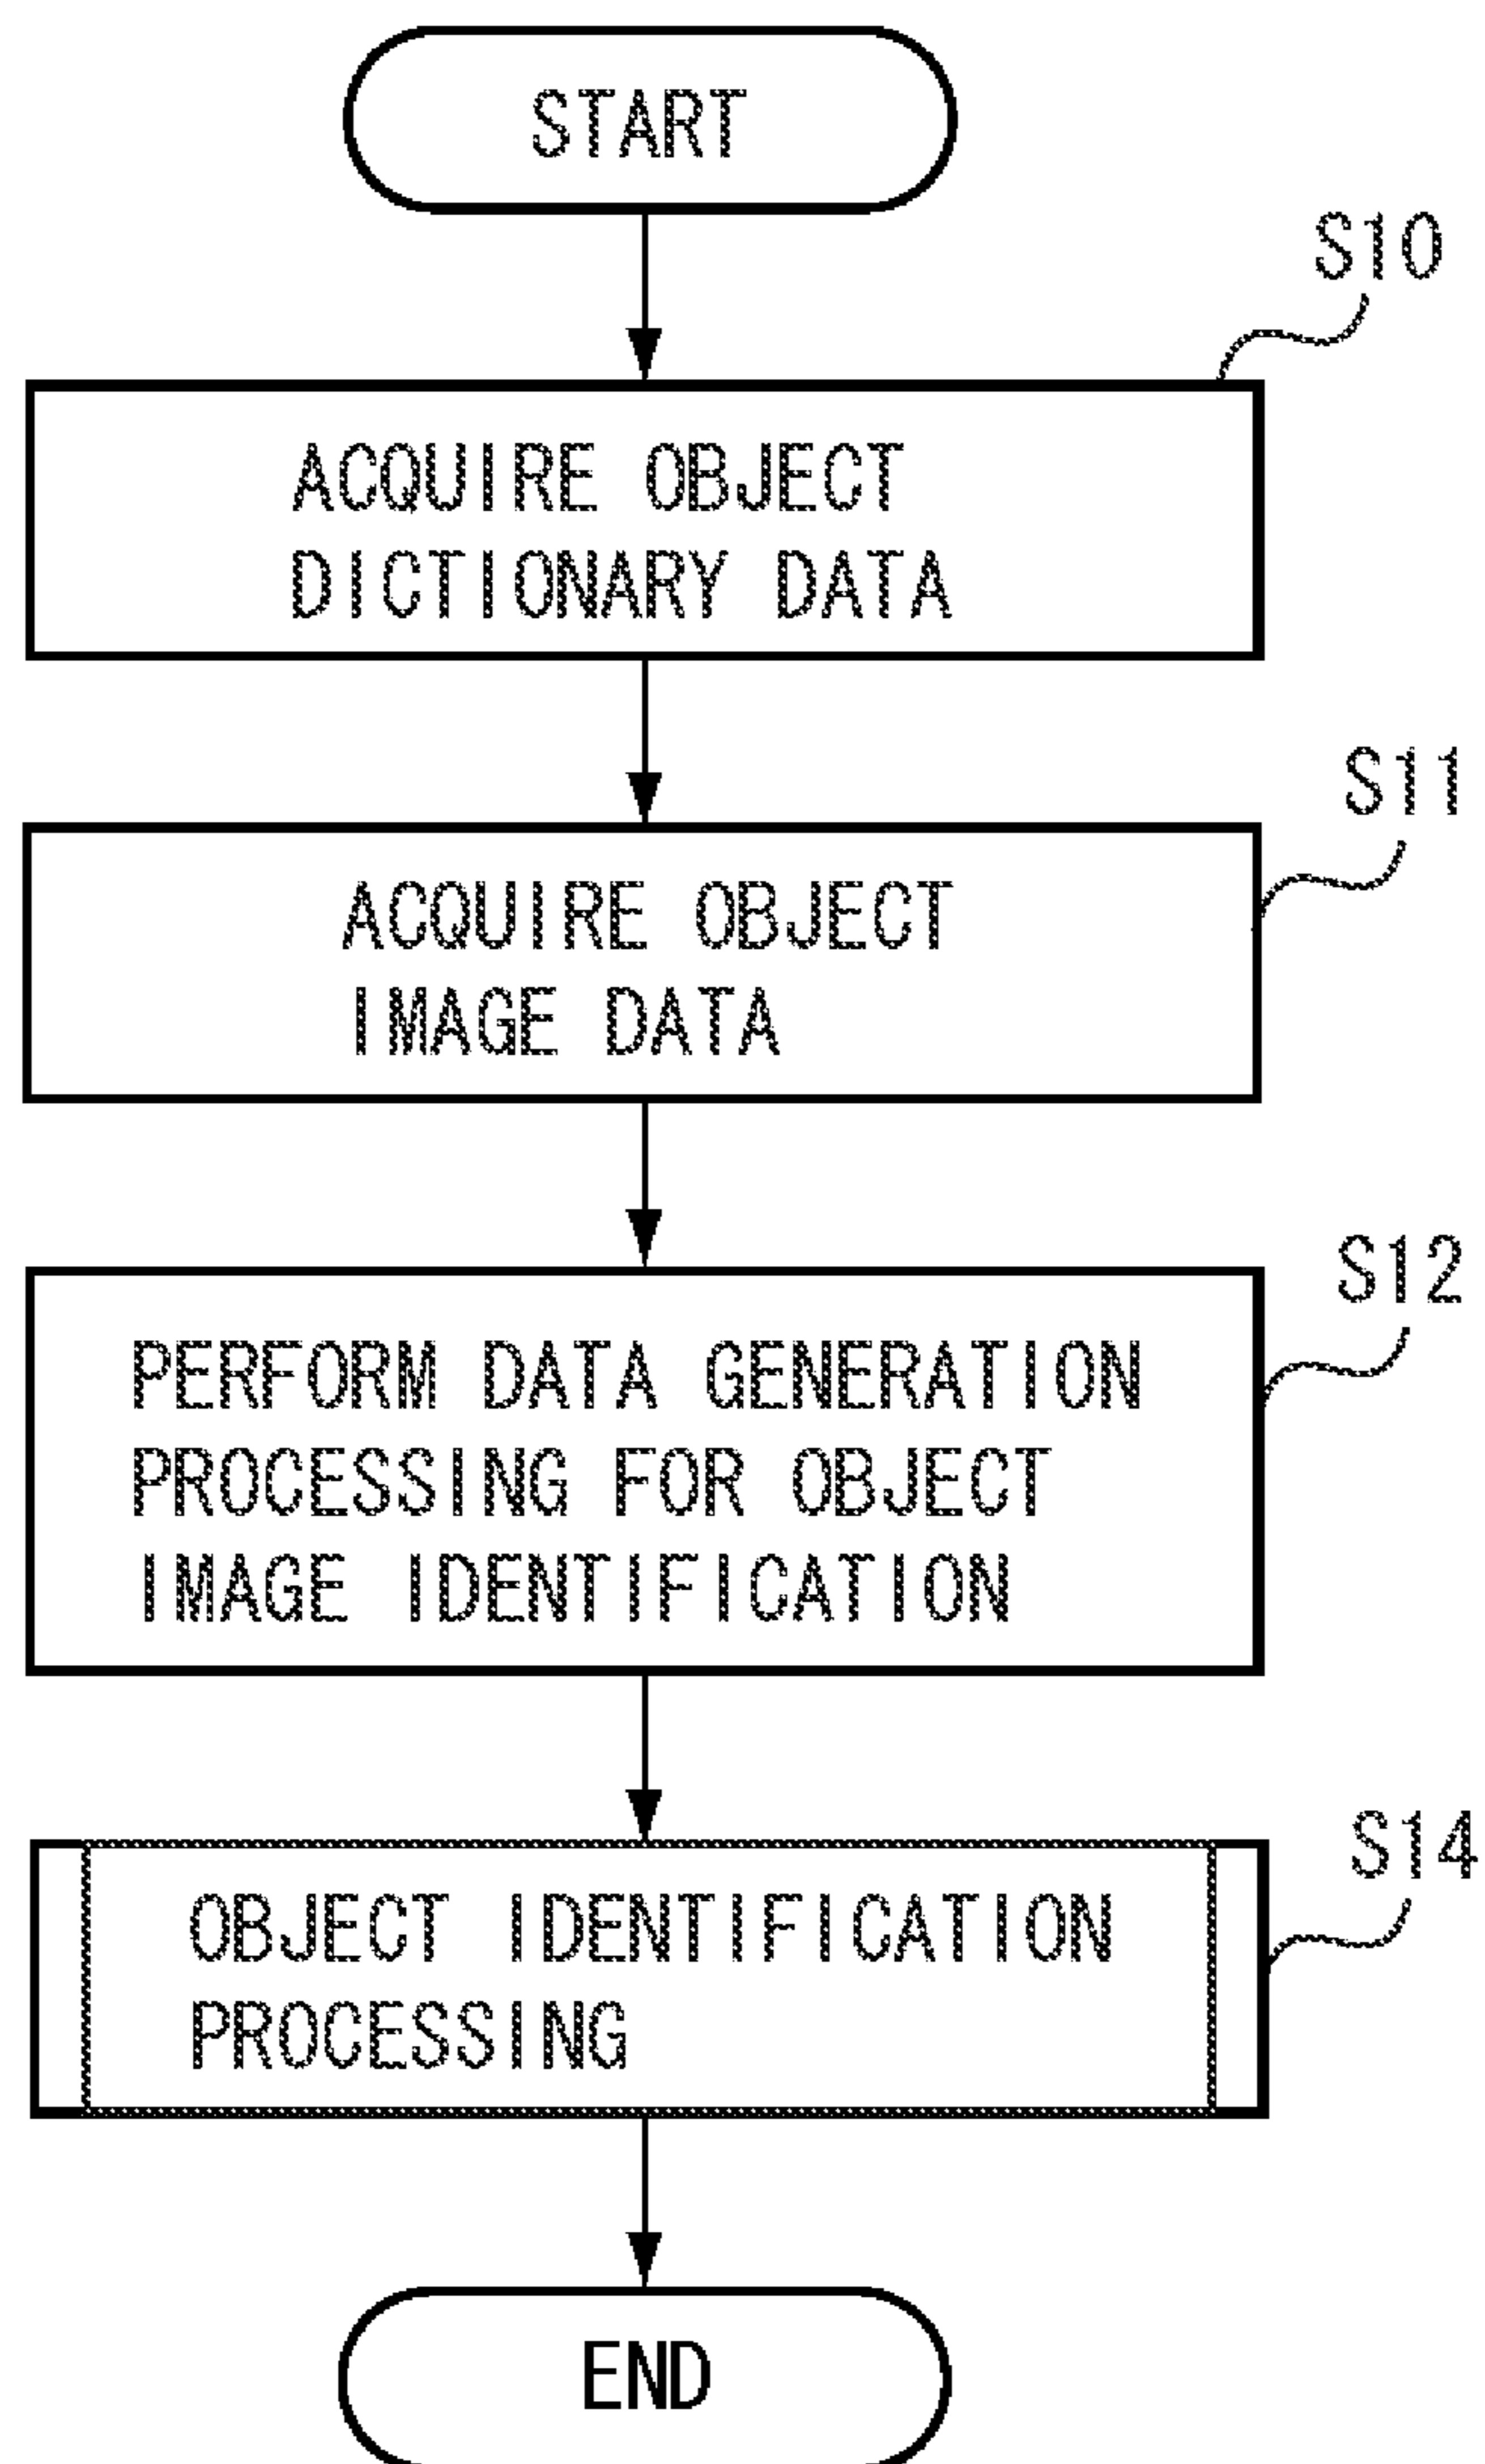 START
S10
ACQUIRE OBJECT
DICTIONARY DATA
S11
ACQUIRE OBJECT
IMAGE DATA
S12
PERFORM DATA GENERATION
PROCESSING FOR OBJECT
IMAGE IDENTIFICATION
S14
OBJECT IDENTIFICATION
PROCESSING
END